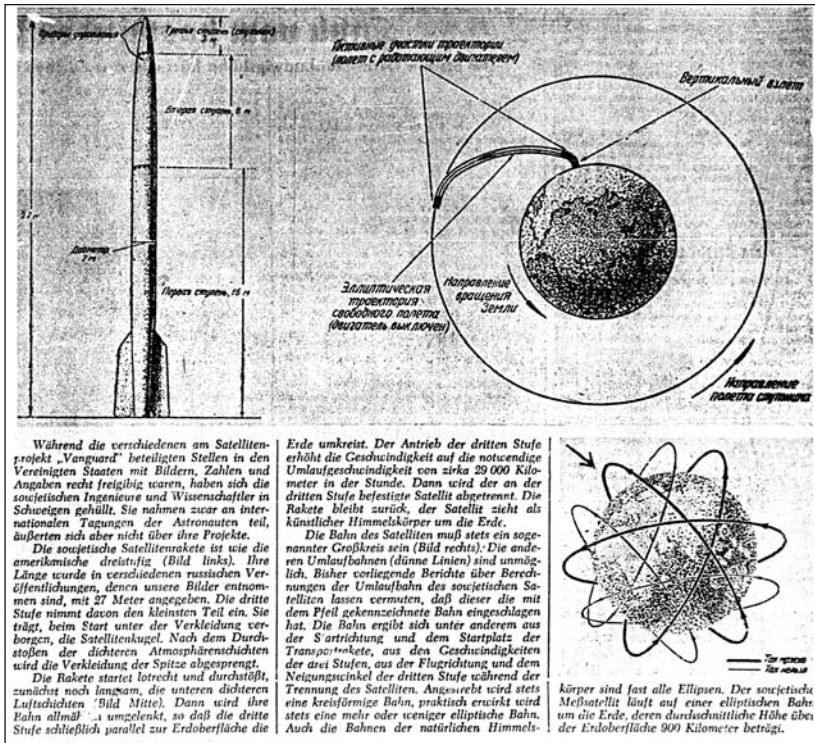 Приборы управления
Третья ступень (спутник)
3 м
Вторая ступень, 8 м
Диаметр
2 м
Первая ступень, 16 м
Активные участки траектории
(полет с работающим двигателем)
Вертикальный взлет
Эллиптическая
траектория
свободного полета
(двигатель выключен)
Направление
вращения
Земли
Направление
полета спутника
Während die verschiedenen am Satelliten-
projekt „Vanguard" beteiligten Stellen in den
Vereinigten Staaten mit Bildern, Zahlen und
Angaben recht freigibig waren, haben sich die
sowjetischen Ingenieure und Wissenschaftler in
Schweigen gehüllt. Sie nahmen zwar an inter-
nationalen Tagungen der Astronauten teil,
äußerten sich aber nicht über ihre Projekte.
Die sowjetische Satellitenrakete ist wie die
amerikanische dreistufig (Bild links). Ihre
Länge wurde in verschiedenen russischen Ver-
öffentlichungen, denen unsere Bilder entnom-
men sind, mit 27 Meter angegeben. Die dritte
Stufe nimmt davon den kleinsten Teil ein. Sie
trägt, beim Start unter der Verkleidung ver-
borgen, die Satellitenkugel. Nach dem Durch-
stoßen der dichteren Atmosphärenschichten
wird die Verkleidung der Spitze abgesprengt.
Die Rakete startet lotrecht und durchstößt,
zunächst noch langsam, die unteren dichteren
Luftschichten (Bild Mitte). Dann wird ihre
Bahn umgelenkt, so daß die dritte
Stufe schließlich parallel zur Erdoberfläche die
Erde umkreist. Der Antrieb der dritten Stufe
erhöht die Geschwindigkeit auf die notwendige
Umlaufgeschwindigkeit von zirka 29 000 Kilo-
meter in der Stunde. Dann wird der an der
dritten Stufe befestigte Satellit abgetrennt. Die
Rakete bleibt zurück, der Satellit zieht als
künstlicher Himmelskörper um die Erde.
Die Bahn des Satelliten muß stets ein soge-
nannter Großkreis sein (Bild rechts). Die ande-
ren Umlaufbahnen (dünne Linien) sind unmög-
lich. Bisher vorliegende Berichte über Berech-
nungen der Umlaufbahn des sowjetischen Sa-
telliten lassen vermuten, daß dieser die mit
dem Pfeil gekennzeichnete Bahn eingeschlagen
hat. Die Bahn ergibt sich unter anderem aus
der Startrichtung und dem Startplatz der
Transportrakete, aus den Geschwindigkeiten
der drei Stufen, aus der Flugrichtung und dem
Neigungswinkel der dritten Stufe während der
Trennung des Satelliten. Angestrebt wird stets
eine kreisförmige Bahn, praktisch erwirkt wird
stets eine mehr oder weniger elliptische Bahn.
Auch die Bahnen der natürlichen Himmels-
Так можно
Так нельзя
körper sind fast alle Ellipsen. Der sowjetische
Meßsatellit läuft auf einer elliptischen Bahn
um die Erde, deren durchschnittliche Höhe über
der Erdoberfläche 900 Kilometer beträgt.